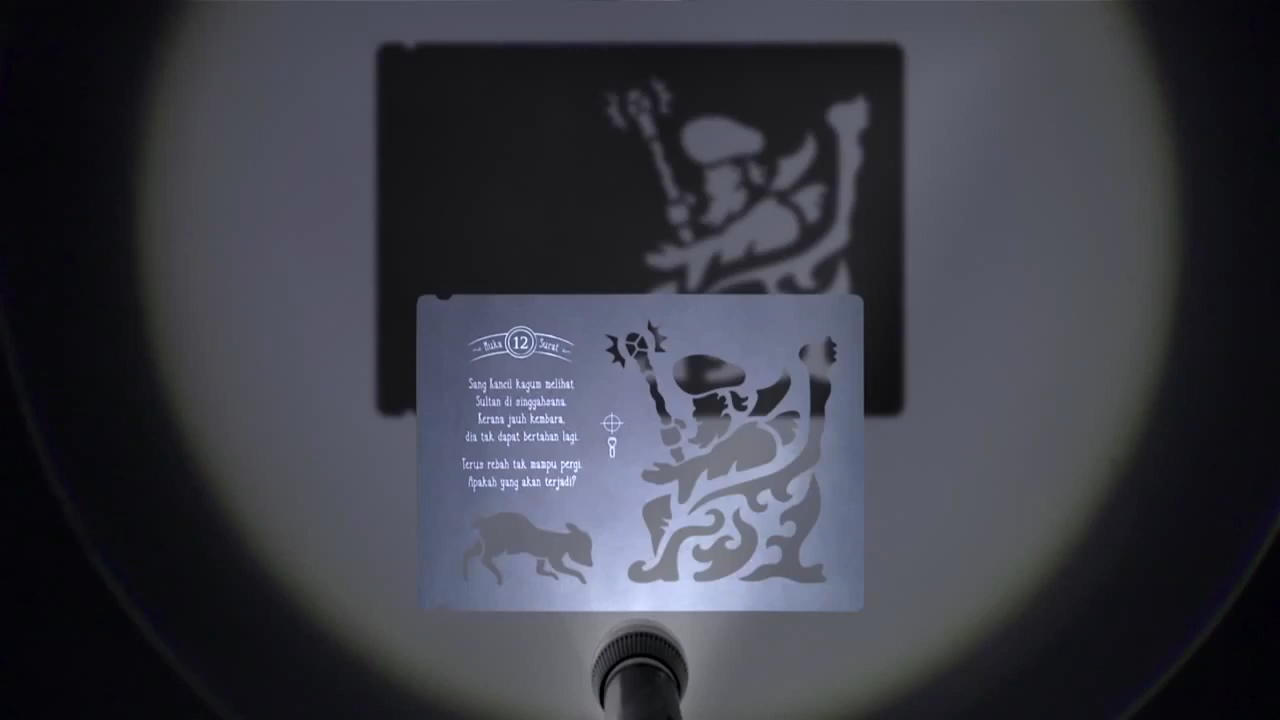 Muka 12 Surat
Sang Kancil kagum melihat
Sultan di singgahsana.
Kerana jauh kembara,
dia tak dapat bertahan lagi.
Terus rebah tak mampu pergi.
Apakah yang akan terjadi?